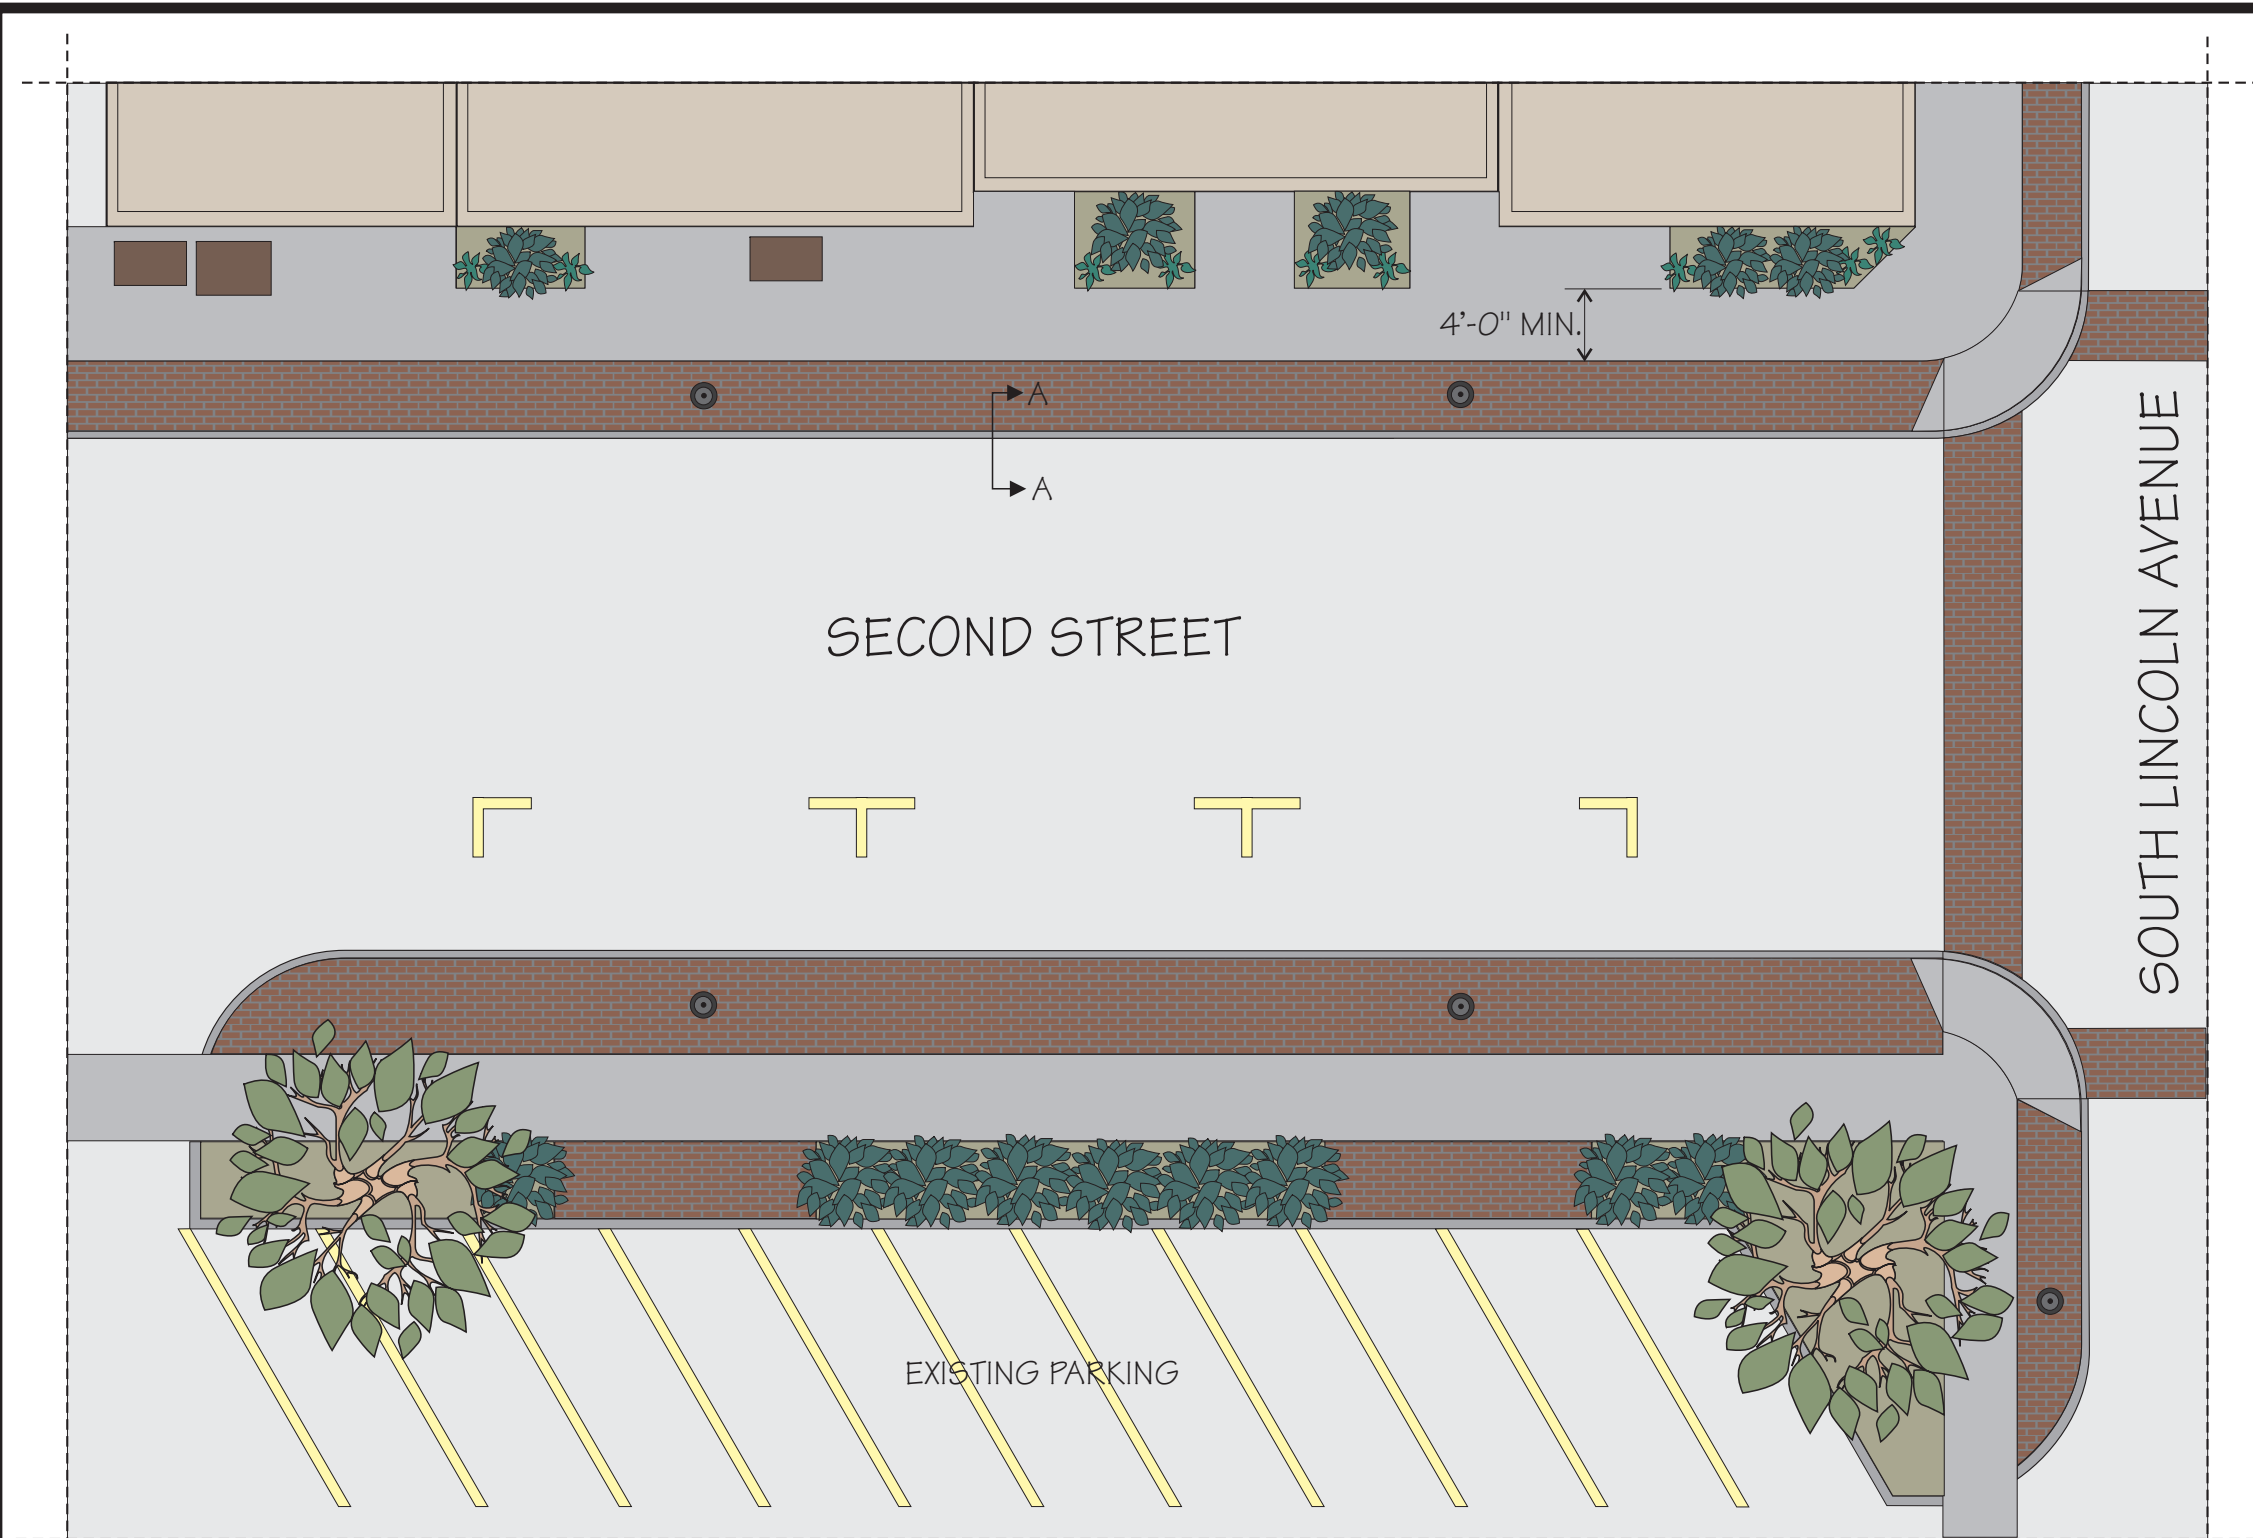 4'-0" MIN.
A
A
SECOND STREET
SOUTH LINCOLN AVENUE
EXISTING PARKING